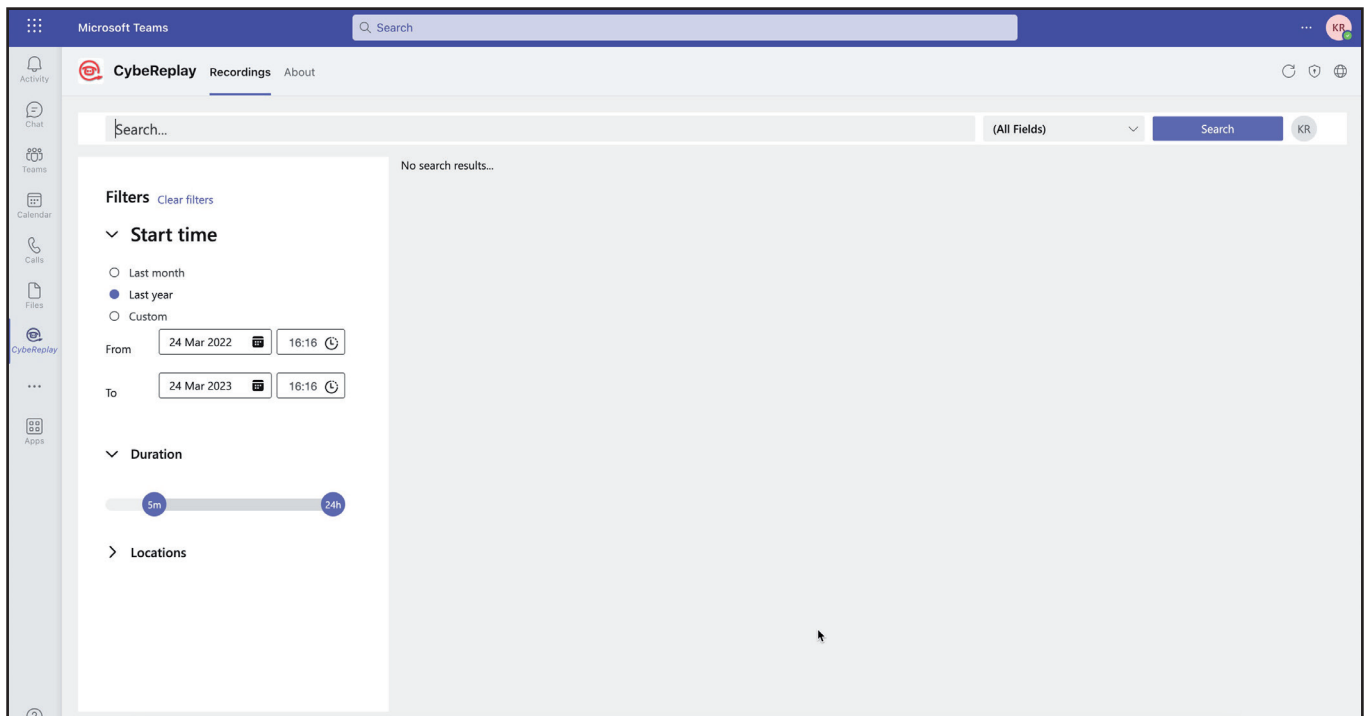 Microsoft Teams
Search
KR
Activity
Chat
Teams
Calendar
Calls
Files
CybeReplay
Apps
CybeReplay Recordings About
Search... (All Fields) Search KR
Filters Clear filters
Start time
Last month
Last year
Custom
From 24 Mar 2022 16:16
To 24 Mar 2023 16:16
Duration
5m 24h
Locations
No search results...